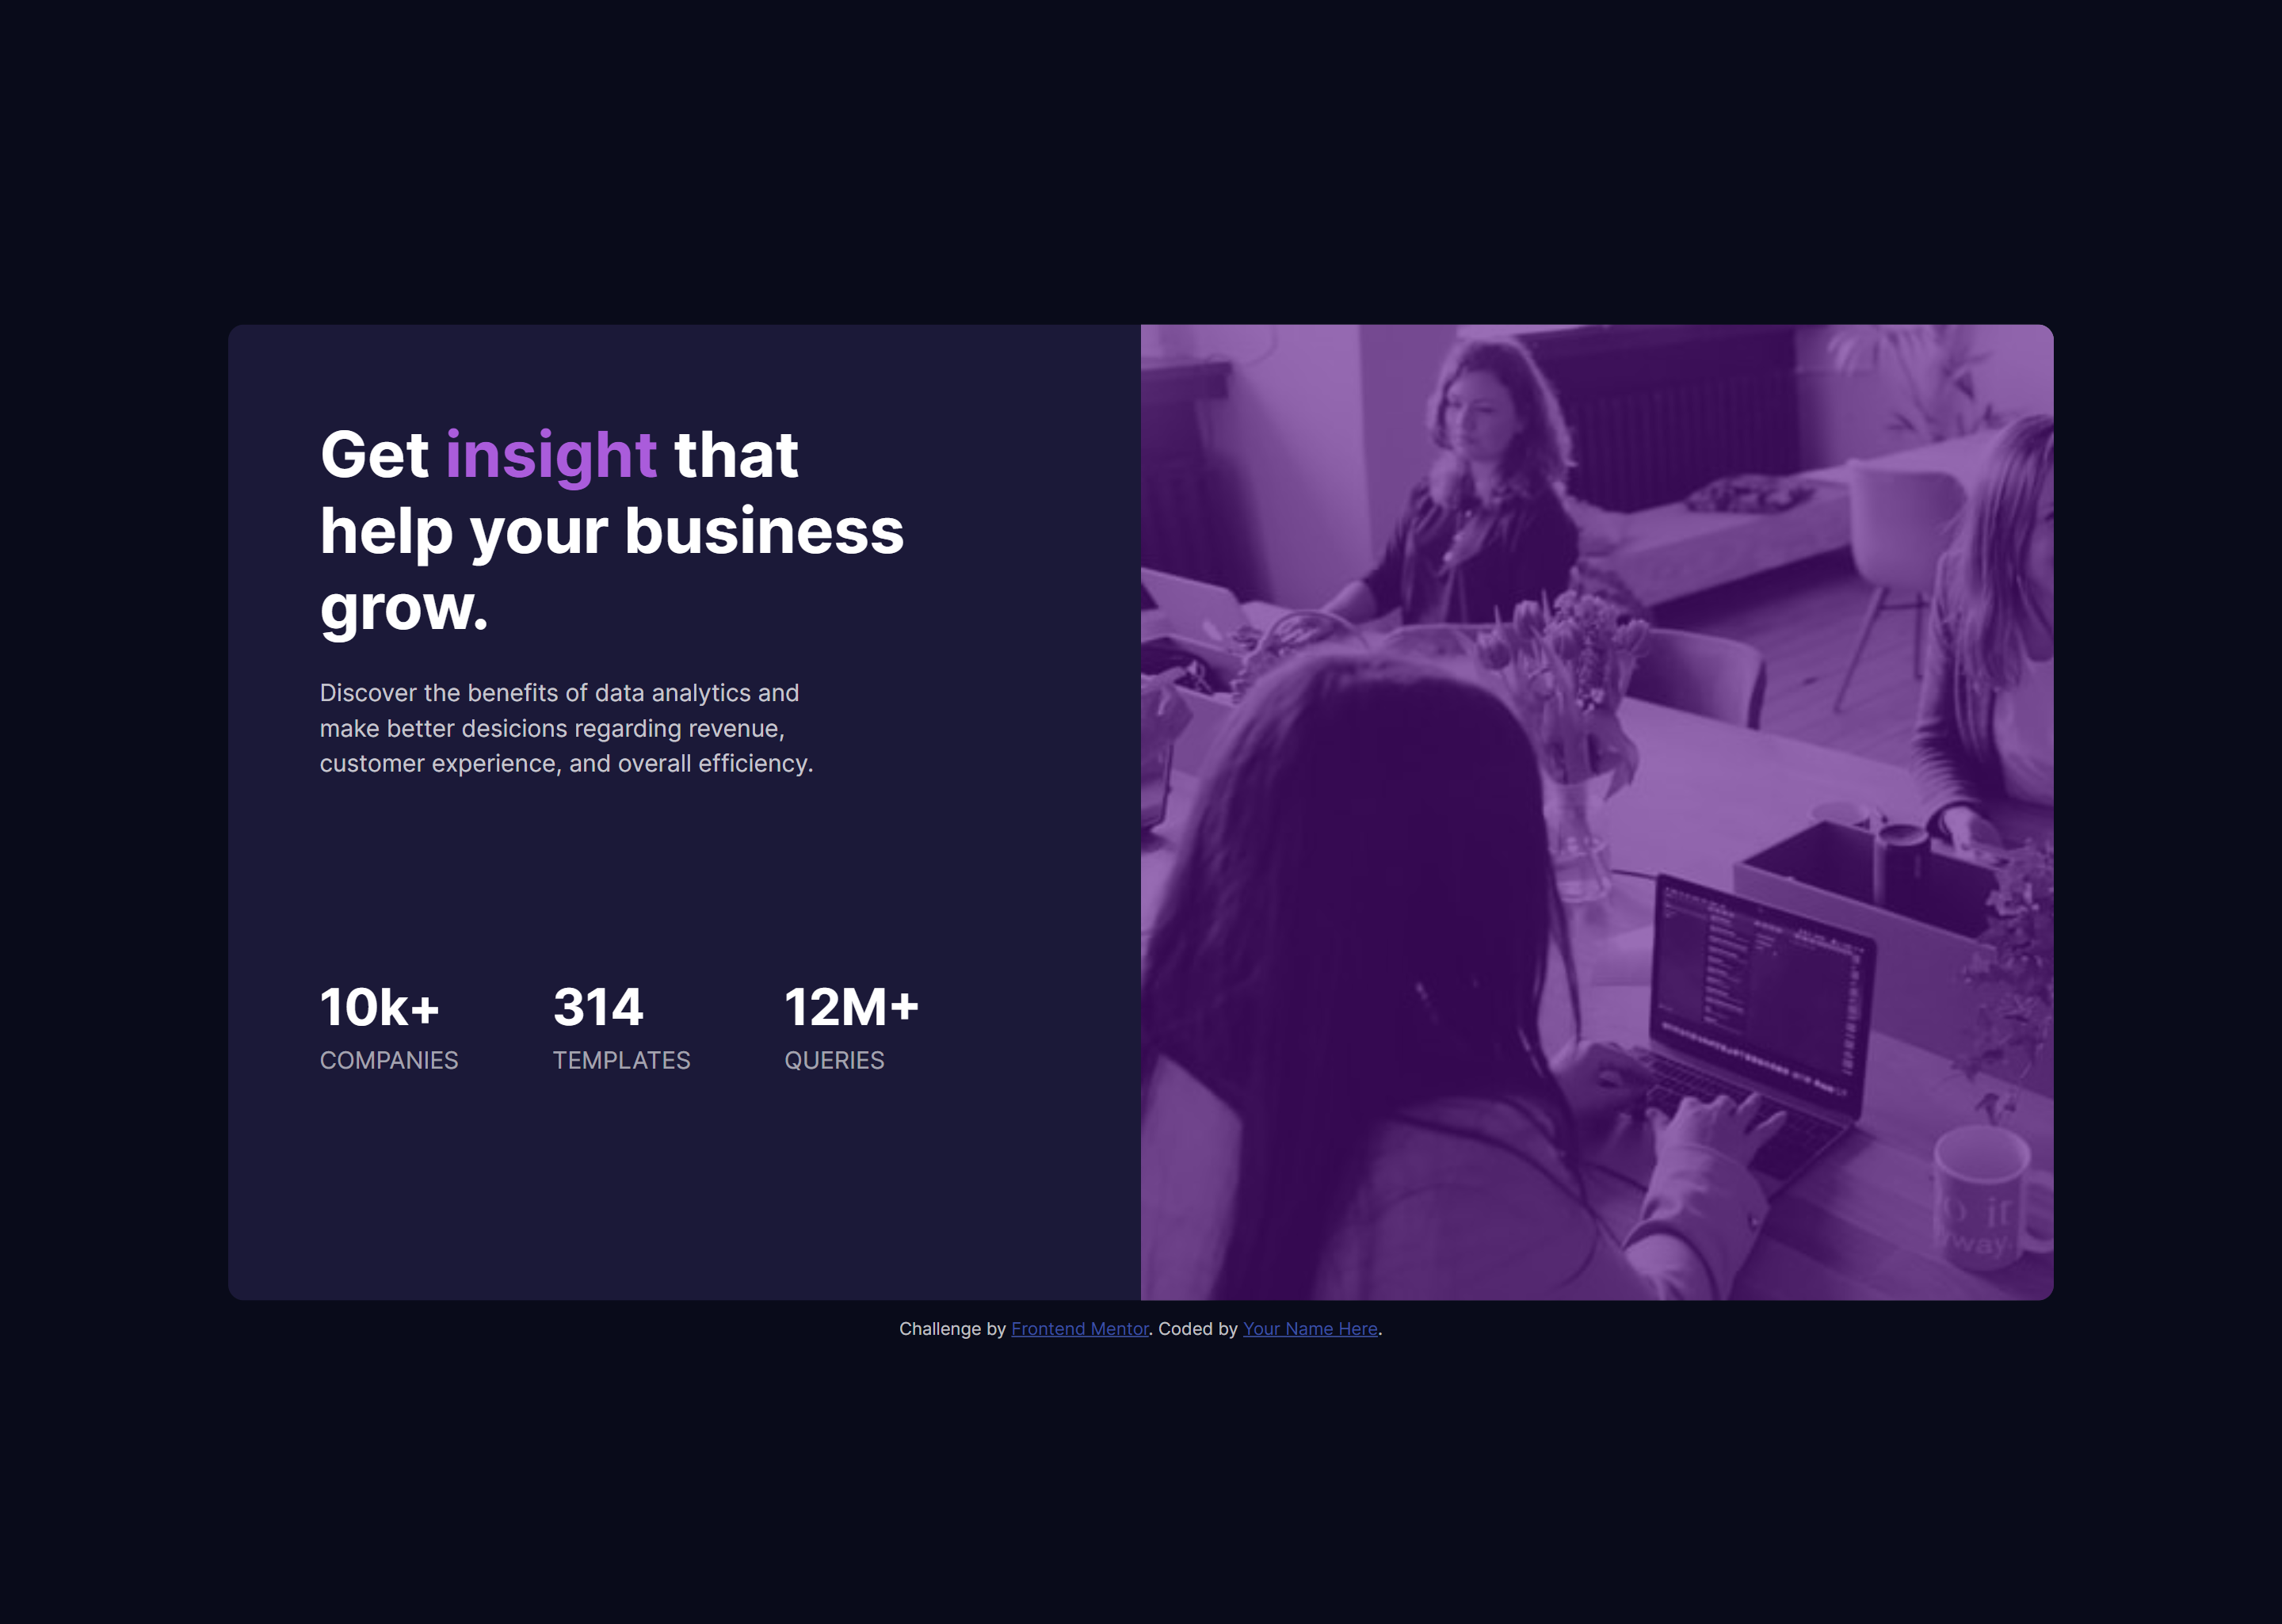 Get insight that
help your business
grow.
Discover the benefits of data analytics and
make better desicions regarding revenue,
customer experience, and overall efficiency.
10k+ 314 12M+
COMPANIES TEMPLATES QUERIES
Challenge by Frontend Mentor. Coded by Your Name Here.